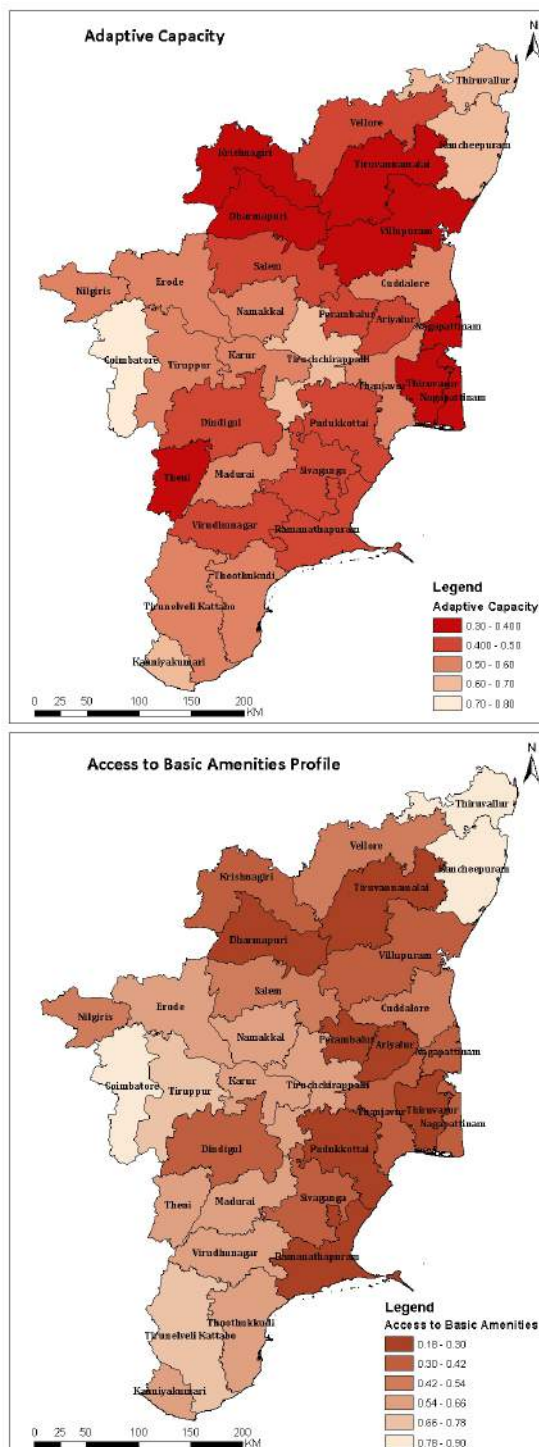 Adaptive Capacity
N
Thiruvallur
Kancheepuram
Vellore
Krishnagiri
Tiruvannamalai
Dharmapuri
Villupuram
Salem
Cuddalore
Erode
Nilgiris
Namakkal
Perambalur
Ariyalur
Nagapattinam
Coimbatore
Karur
Tiruppur
Tiruchchirappalli
Thanjavur
Thiruvarur
Nagapattinam
Dindigul
Pudukkottai
Theni
Madurai
Sivaganga
Virudhunagar
Ramanathapuram
Thoothukudi
Tirunelveli Kattabo
Kanniyakumari
Legend
Adaptive Capacity
0.30 - 0.400
0.400 - 0.50
0.50 - 0.60
0.60 - 0.70
0.70 - 0.80
0 25 50 100 150 200
KM
Access to Basic Amenities Profile
N
Thiruvallur
Kancheepuram
Vellore
Krishnagiri
Tiruvannamalai
Dharmapuri
Villupuram
Salem
Cuddalore
Erode
Nilgiris
Namakkal
Perambalur
Ariyalur
Nagapattinam
Coimbatore
Karur
Tiruppur
Tiruchchirappalli
Thanjavur
Thiruvarur
Nagapattinam
Dindigul
Pudukkottai
Theni
Madurai
Sivaganga
Virudhunagar
Ramanathapuram
Thoothukkudi
Tirunelveli Kattabo
Kanniyakumari
Legend
Access to Basic Amenities
0.18 - 0.30
0.30 - 0.42
0.42 - 0.54
0.54 - 0.66
0.66 - 0.78
0.78 - 0.90
0 25 50 100 150 200
KM